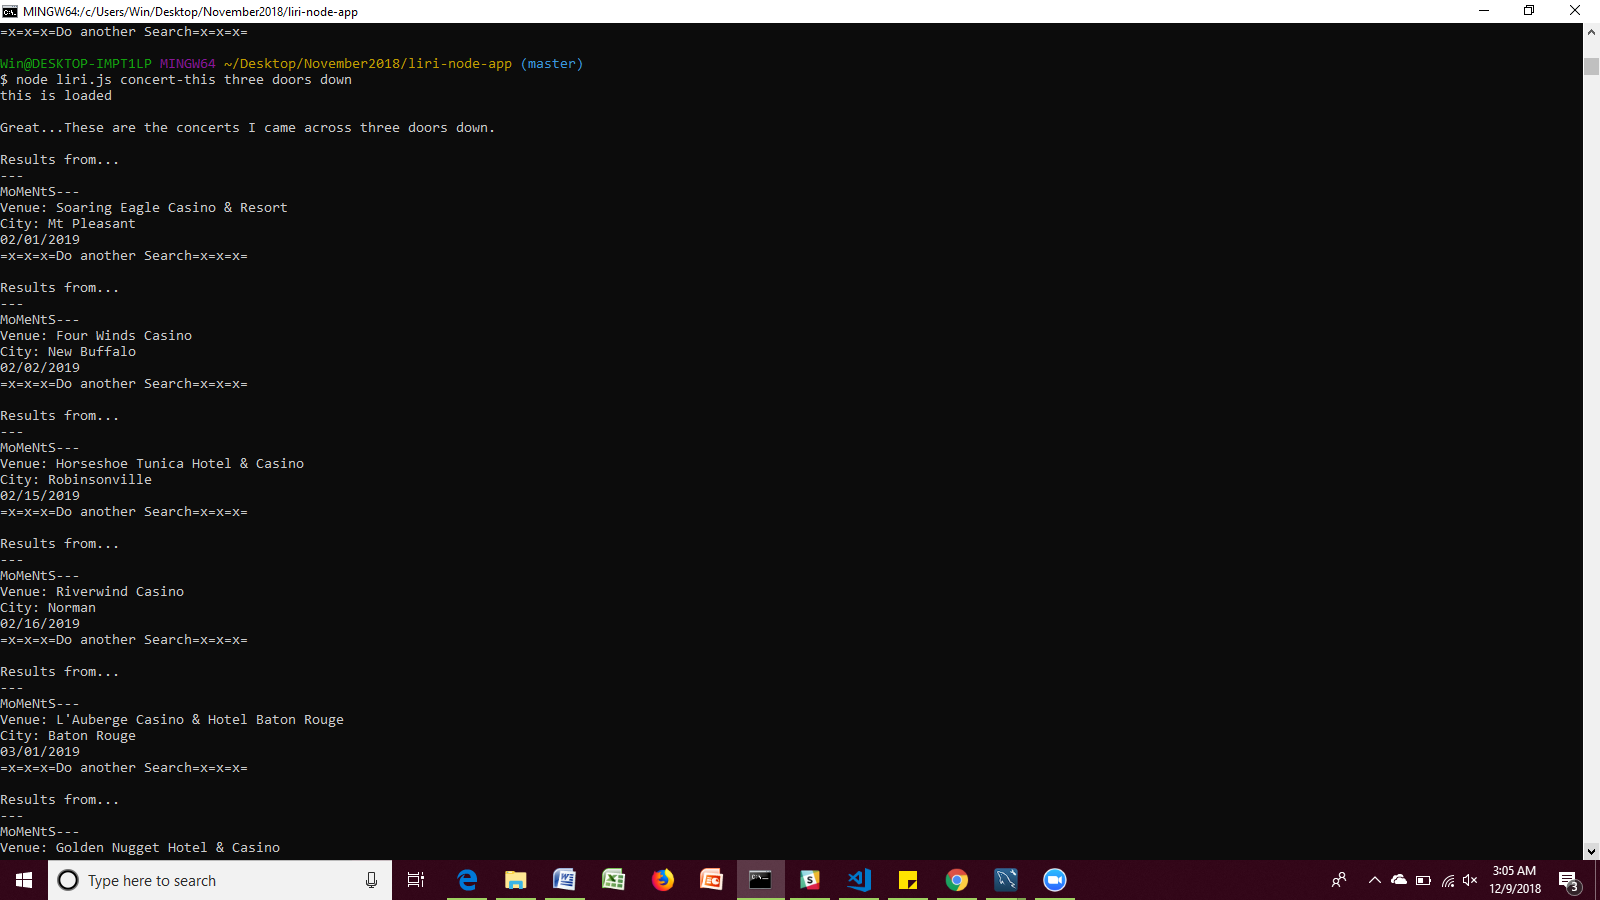 MINGW64:/c/Users/Win/Desktop/November2018/liri-node-app
=x=x=x=Do another Search=x=x=x=
Win@DESKTOP-IMPT1LP MINGW64 ~/Desktop/November2018/liri-node-app (master)
$ node liri.js concert-this three doors down
this is loaded
Great...These are the concerts I came across three doors down.
Results from...
---
MoMeNtS---
Venue: Soaring Eagle Casino & Resort
City: Mt Pleasant
02/01/2019
=x=x=x=Do another Search=x=x=x=
Results from...
---
MoMeNtS---
Venue: Four Winds Casino
City: New Buffalo
02/02/2019
=x=x=x=Do another Search=x=x=x=
Results from...
---
MoMeNtS---
Venue: Horseshoe Tunica Hotel & Casino
City: Robinsonville
02/15/2019
=x=x=x=Do another Search=x=x=x=
Results from...
---
MoMeNtS---
Venue: Riverwind Casino
City: Norman
02/16/2019
=x=x=x=Do another Search=x=x=x=
Results from...
---
MoMeNtS---
Venue: L'Auberge Casino & Hotel Baton Rouge
City: Baton Rouge
03/01/2019
=x=x=x=Do another Search=x=x=x=
Results from...
---
MoMeNtS---
Venue: Golden Nugget Hotel & Casino
Type here to search
3:05 AM
12/9/2018
3